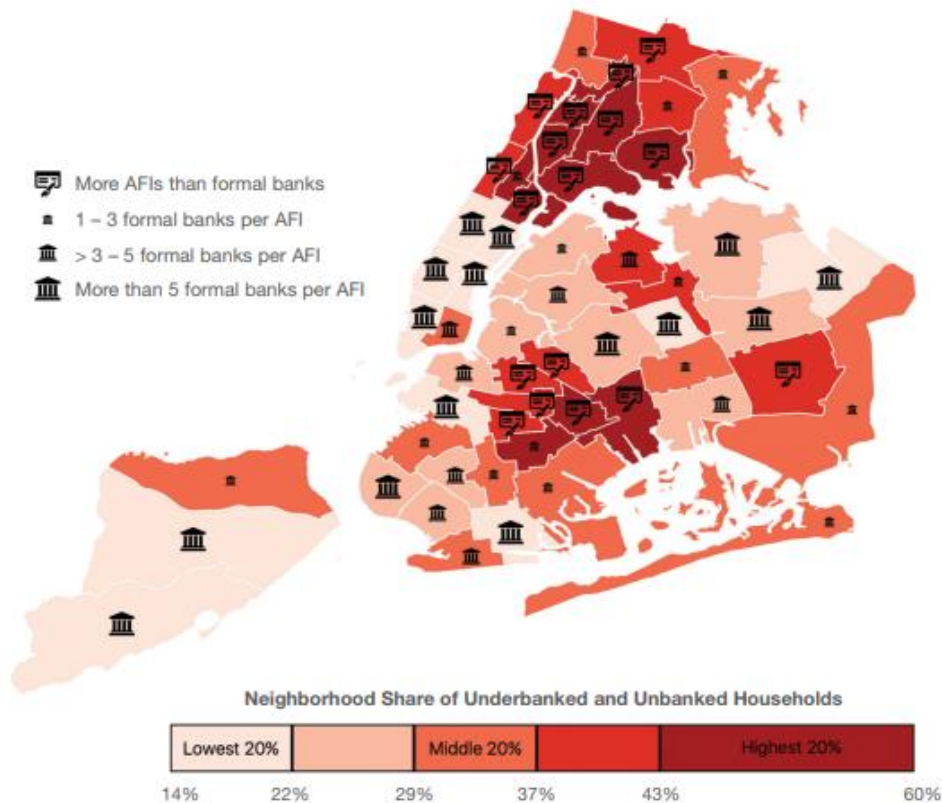 More AFIs than formal banks
1 – 3 formal banks per AFI
> 3 – 5 formal banks per AFI
More than 5 formal banks per AFI
Neighborhood Share of Underbanked and Unbanked Households
Lowest 20% Middle 20% Highest 20%
14% 22% 29% 37% 43% 60%